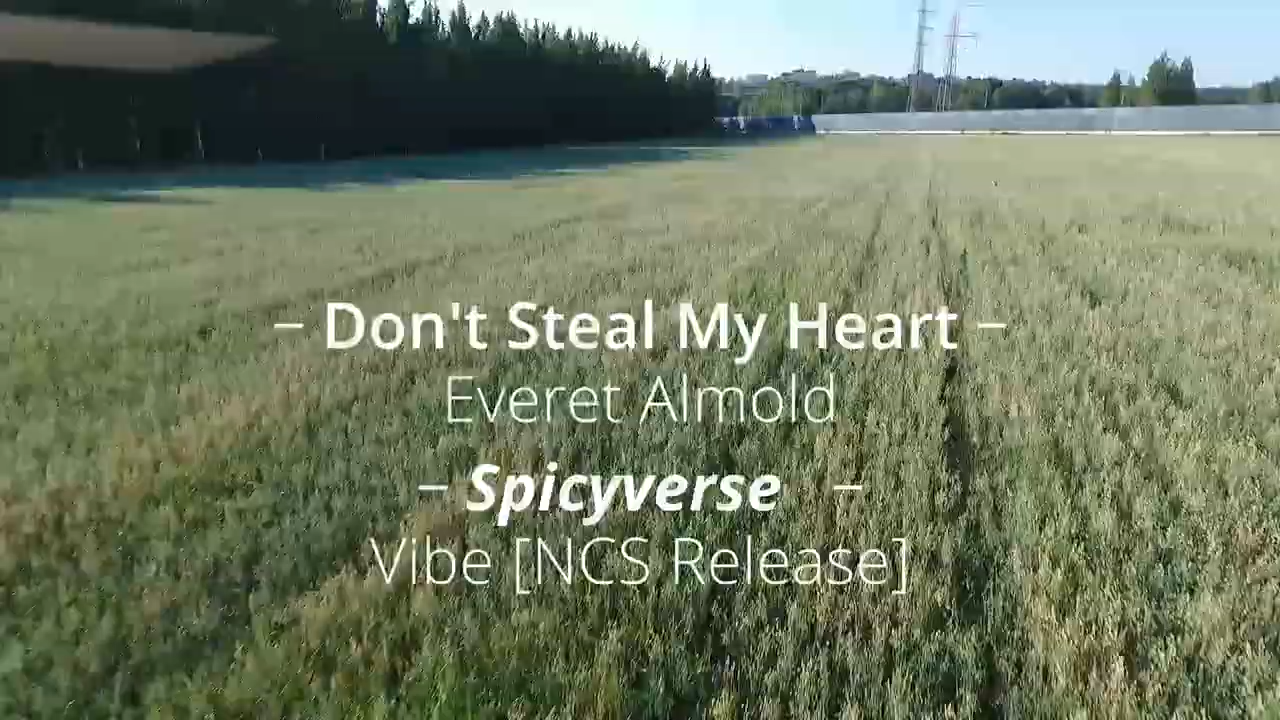 – Don't Steal My Heart –
Everet Almold
– Spicyverse –
Vibe [NCS Release]